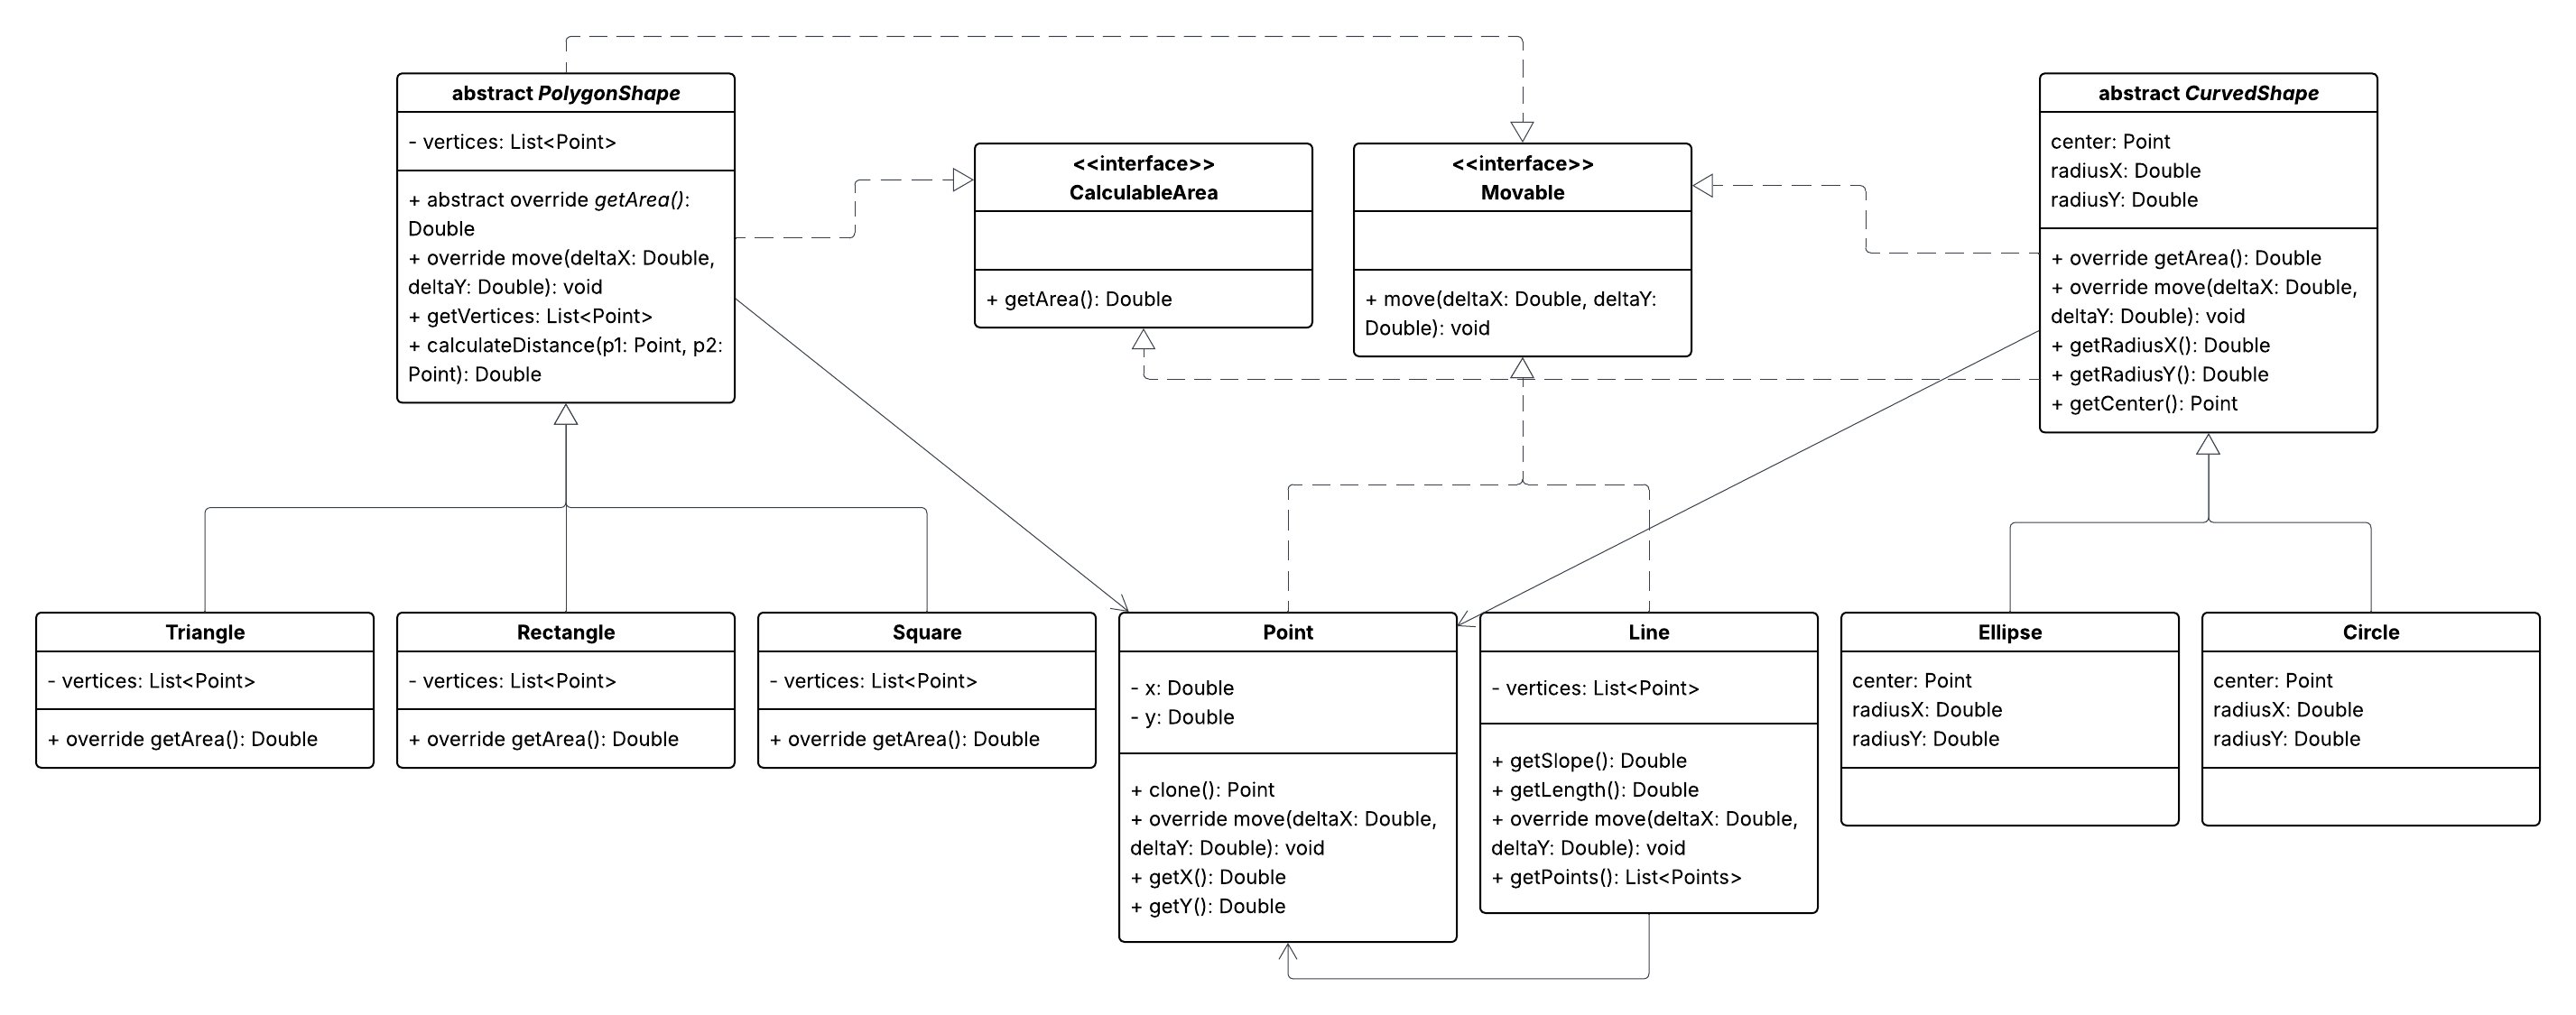 abstract PolygonShape
- vertices: List<Point>
+ abstract override getArea():
Double
+ override move(deltaX: Double,
deltaY: Double): void
+ getVertices: List<Point>
+ calculateDistance(p1: Point, p2:
Point): Double
<<interface>>
CalculableArea
+ getArea(): Double
<<interface>>
Movable
+ move(deltaX: Double, deltaY:
Double): void
abstract CurvedShape
center: Point
radiusX: Double
radiusY: Double
+ override getArea(): Double
+ override move(deltaX: Double,
deltaY: Double): void
+ getRadiusX(): Double
+ getRadiusY(): Double
+ getCenter(): Point
Triangle
- vertices: List<Point>
+ override getArea(): Double
Rectangle
- vertices: List<Point>
+ override getArea(): Double
Square
- vertices: List<Point>
+ override getArea(): Double
Point
- x: Double
- y: Double
+ clone(): Point
+ override move(deltaX: Double,
deltaY: Double): void
+ getX(): Double
+ getY(): Double
Line
- vertices: List<Point>
+ getSlope(): Double
+ getLength(): Double
+ override move(deltaX: Double,
deltaY: Double): void
+ getPoints(): List<Points>
Ellipse
center: Point
radiusX: Double
radiusY: Double
Circle
center: Point
radiusX: Double
radiusY: Double